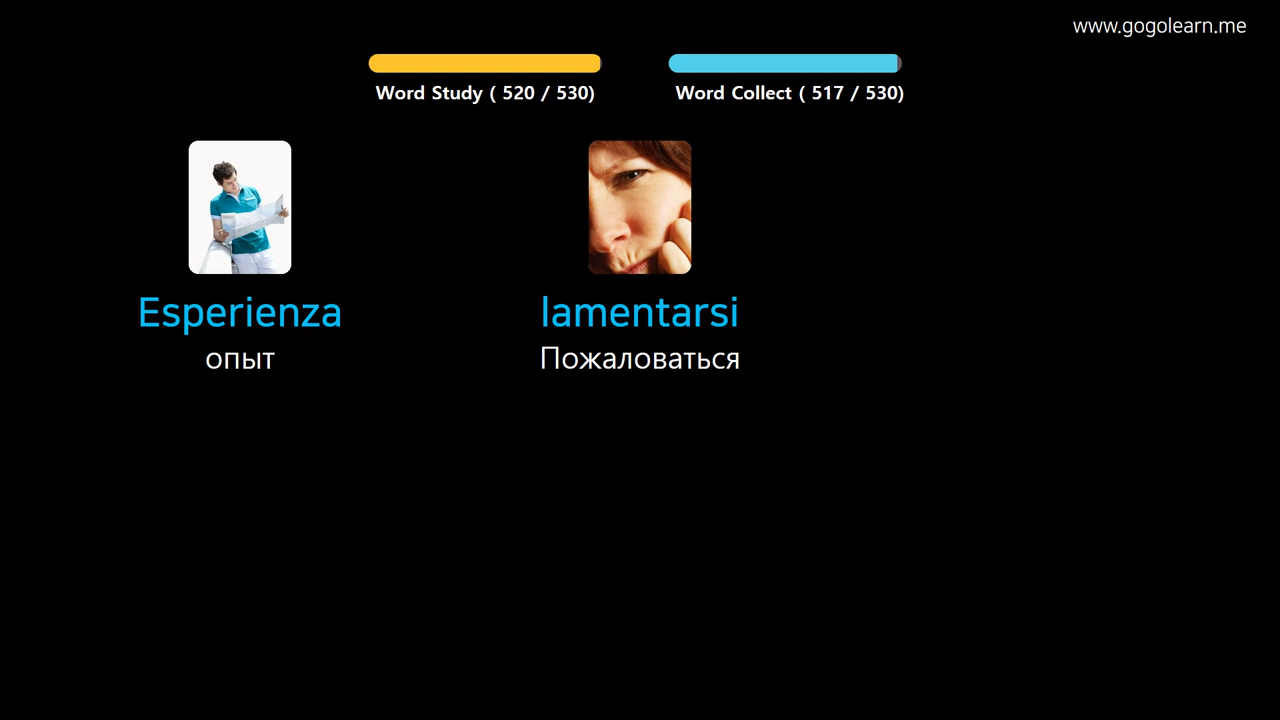 www.gogolearn.me
Word Study ( 520 / 530)
Word Collect ( 517 / 530)
Esperienza
опыт
lamentarsi
Пожаловаться